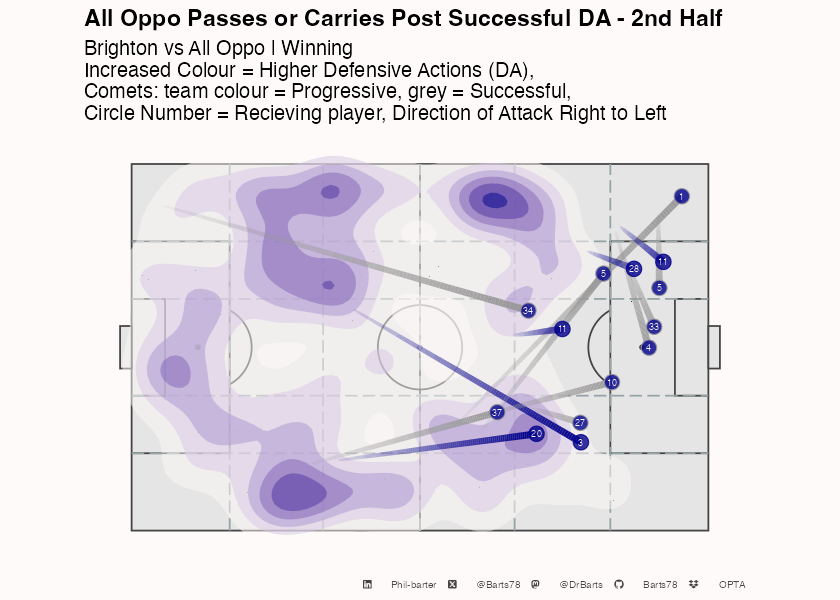 All Oppo Passes or Carries Post Successful DA - 2nd Half
Brighton vs All Oppo | Winning
Increased Colour = Higher Defensive Actions (DA),
Comets: team colour = Progressive, grey = Successful,
Circle Number = Recieving player, Direction of Attack Right to Left
1
11
28
5
5
34
11
33
4
10
37
27
20
3
Phil-barter @Barts78 @DrBarts Barts78 OPTA